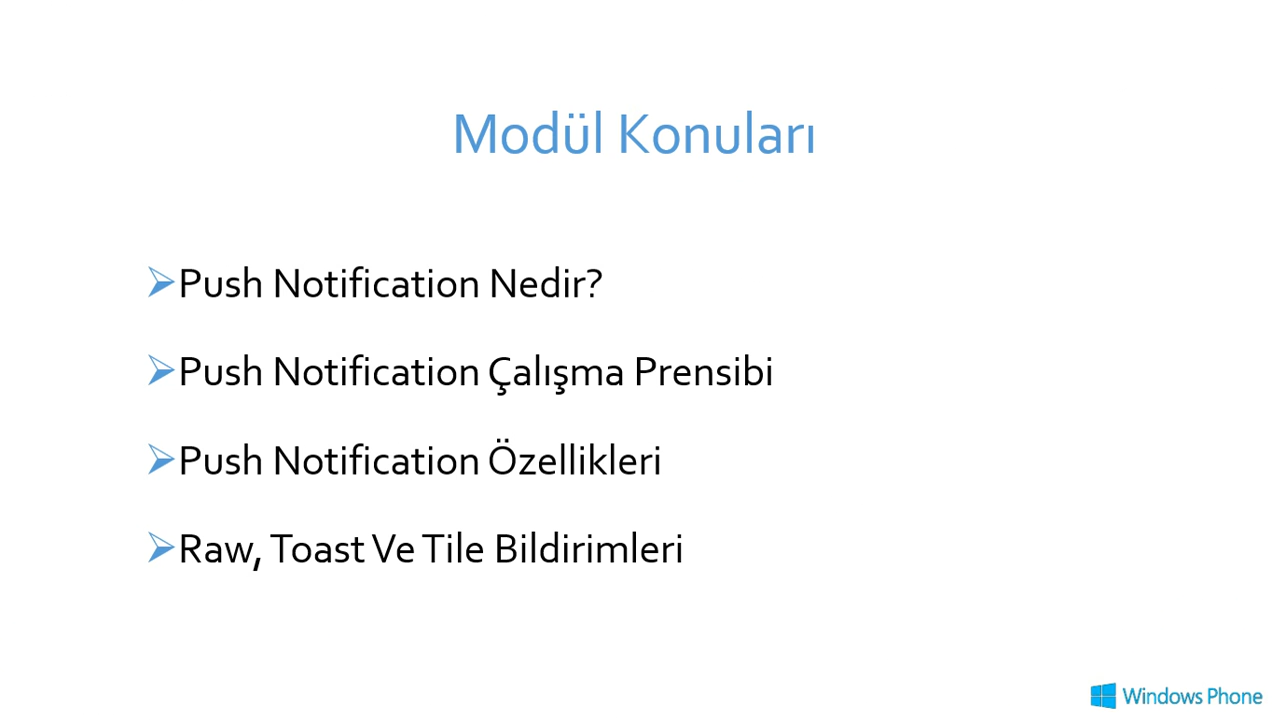 Modül Konuları
Push Notification Nedir?
Push Notification Çalışma Prensibi
Push Notification Özellikleri
Raw, Toast Ve Tile Bildirimleri
Windows Phone